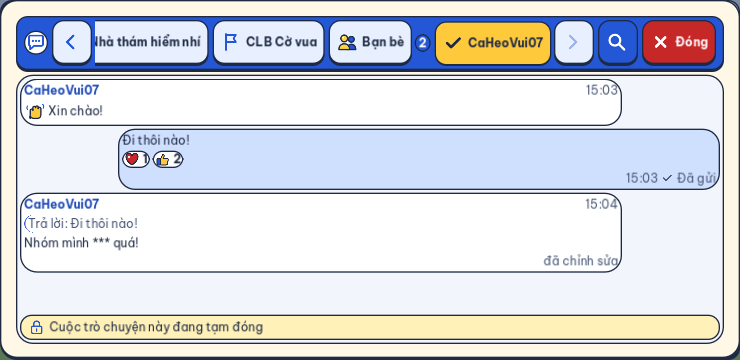 Nhà thám hiểm nhí
CLB Cờ vua
Bạn bè
2
CaHeoVui07
Đóng
CaHeoVui07
15:03
Xin chào!
Đi thôi nào!
1
2
15:03 ✓ Đã gửi
CaHeoVui07
15:04
Trả lời: Đi thôi nào!
Nhóm mình *** quá!
đã chỉnh sửa
Cuộc trò chuyện này đang tạm đóng